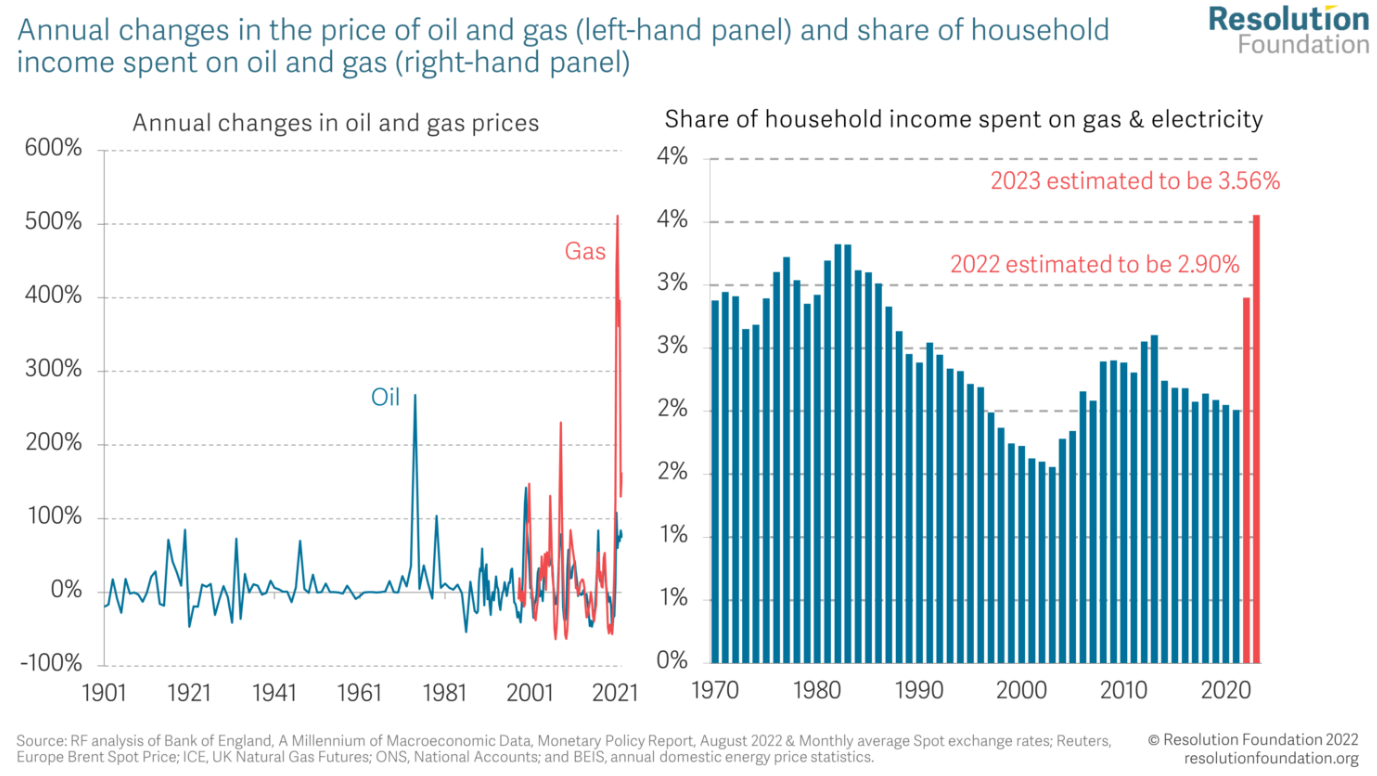 Annual changes in the price of oil and gas (left-hand panel) and share of household
income spent on oil and gas (right-hand panel)
Resolution
Foundation
Annual changes in oil and gas prices
600%
500%
400%
300%
200%
100%
0%
-100%
Gas
Oil
1901
1921
1941
1961
1981
2001
2021
Share of household income spent on gas & electricity
4%
4%
3%
3%
2%
2%
1%
1%
0%
2023 estimated to be 3.56%
2022 estimated to be 2.90%
1970
1980
1990
2000
2010
2020
Source: RF analysis of Bank of England, A Millennium of Macroeconomic Data, Monetary Policy Report, August 2022 & Monthly average Spot exchange rates; Reuters,
Europe Brent Spot Price; ICE, UK Natural Gas Futures; ONS, National Accounts; and BEIS, annual domestic energy price statistics.
© Resolution Foundation 2022
resolutionfoundation.org